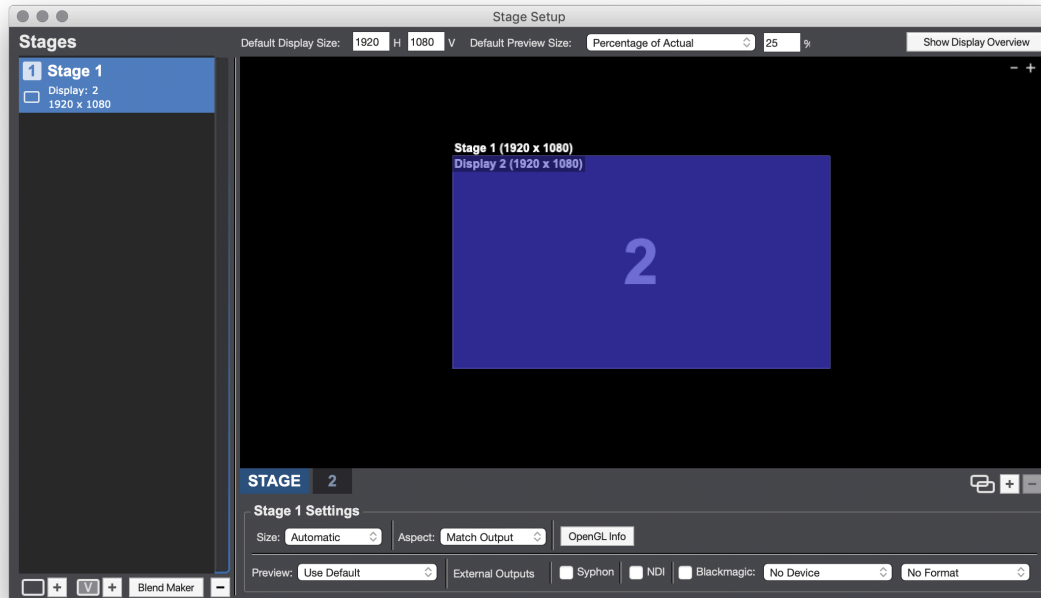 Stage Setup
Stages
Default Display Size: 1920 H 1080 V Default Preview Size: Percentage of Actual 25 %
Show Display Overview
1 Stage 1
Display: 2
1920 x 1080
- +
Stage 1 (1920 x 1080)
Display 2 (1920 x 1080)
2
STAGE 2
+ -
Stage 1 Settings
Size: Automatic Aspect: Match Output OpenGL Info
Preview: Use Default External Outputs Syphon NDI Blackmagic: No Device No Format
+ V + Blend Maker -